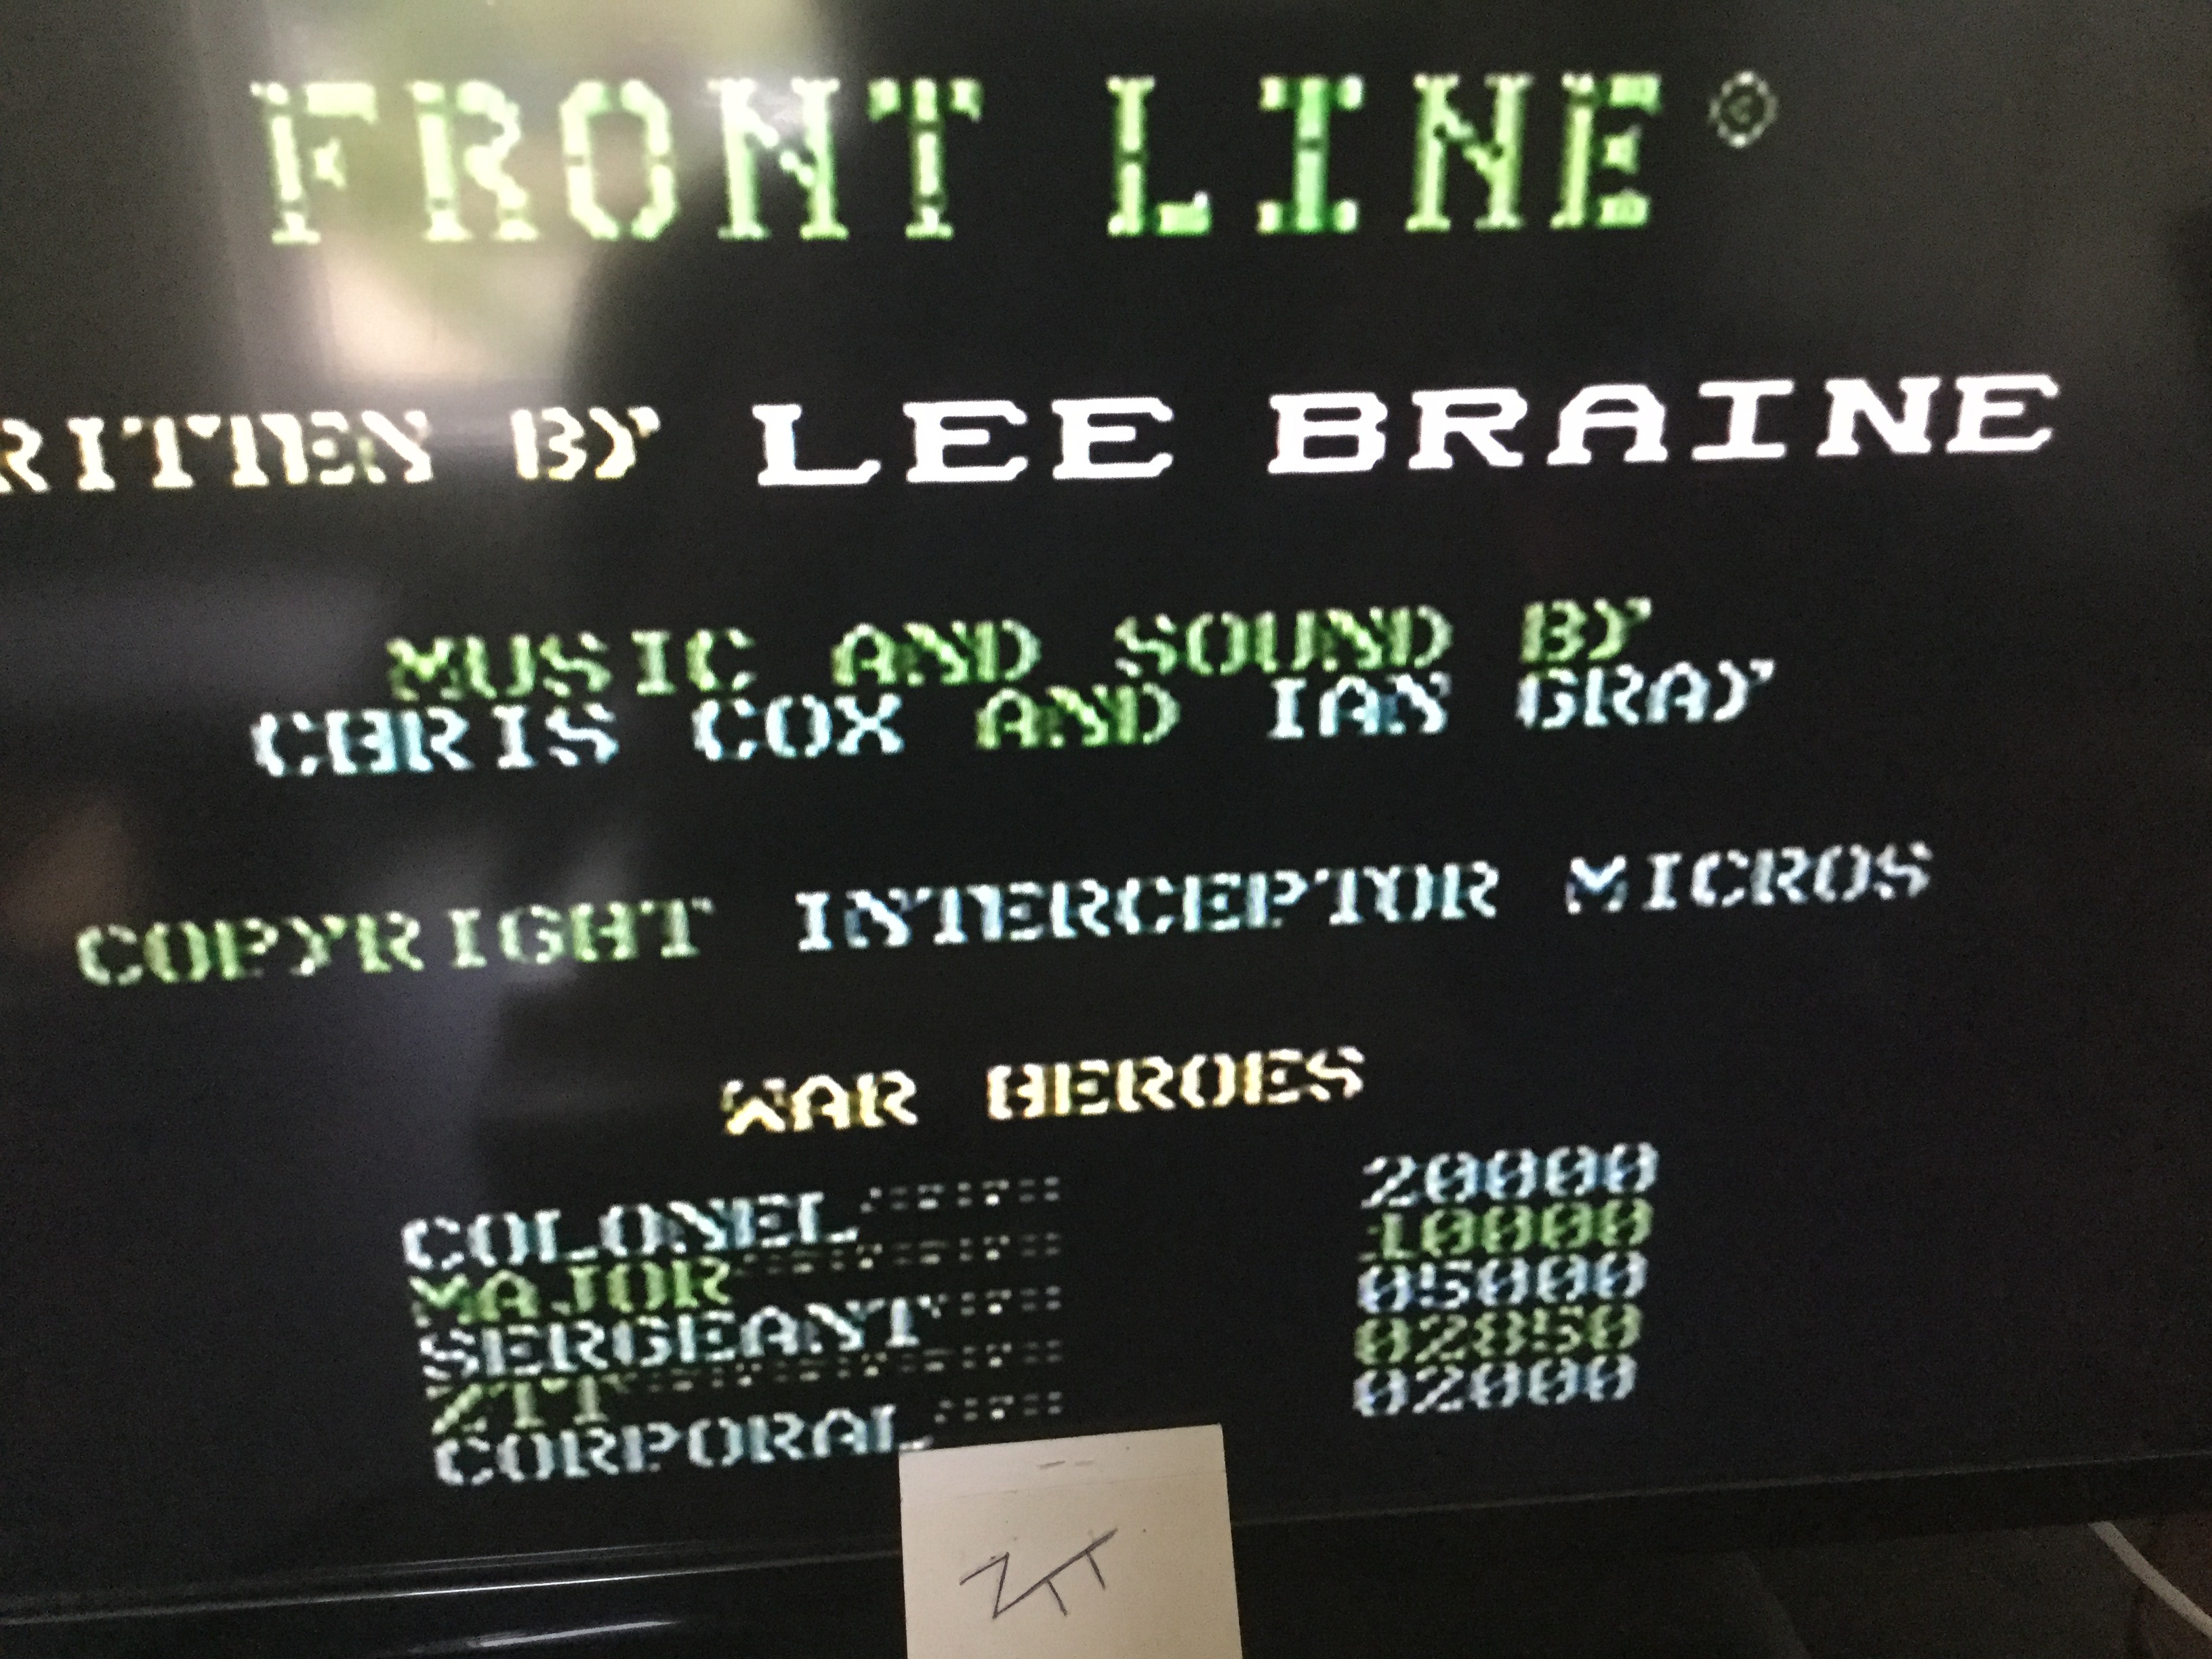 FRONT LINE©
RITTEN BY LEE BRAINE
MUSIC AND SOUND BY
CHRIS COX AND IAN GRAY
COPYRIGHT INTERCEPTOR MICROS
WAR HEROES
COLONEL 20000
MAJOR 10000
SERGEANT 05000
ZTT 02850
CORPORAL 02000
ZTT